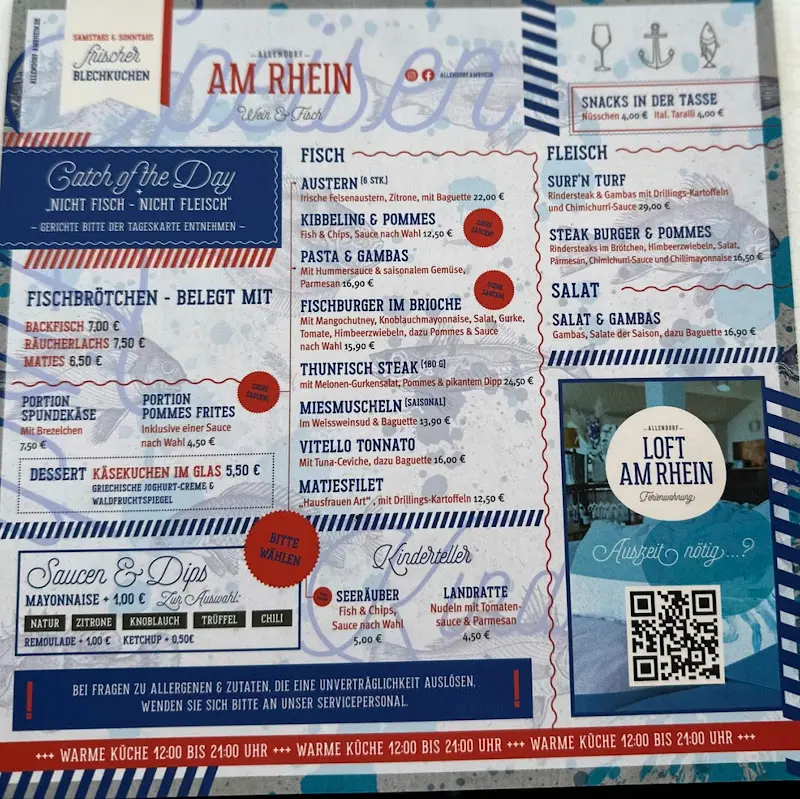 ALLENDORF-AMRHEIN.DE
SAMSTAGS & SONNTAGS
frischer
BLECHKUCHEN
- ALLENDORF -
AM RHEIN
Wein & Fisch
ALLENDORF.AMRHEIN
SNACKS IN DER TASSE
Nüsschen 4,00 € Ital. Taralli 4,00 €
Catch of the Day
+
„NICHT FISCH - NICHT FLEISCH"
- GERICHTE BITTE DER TAGESKARTE ENTNEHMEN -
FISCHBRÖTCHEN - BELEGT MIT
BACKFISCH 7,00 €
RÄUCHERLACHS 7,50 €
MATJES 6,50 €
SIEHE
SAUCEN!
PORTION
SPUNDEKÄSE
Mit Brezelchen
7,50 €
PORTION
POMMES FRITES
Inklusive einer Sauce
nach Wahl 4,50 €
DESSERT KÄSEKUCHEN IM GLAS 5,50 €
GRIECHISCHE JOGHURT-CREME &
WALDFRUCHTSPIEGEL
FISCH
AUSTERN (6 STK.)
Irische Felsenaustern, Zitrone, mit Baguette 22,00 €
KIBBELING & POMMES
Fish & Chips, Sauce nach Wahl 12,50 €
SIEHE
SAUCEN!
PASTA & GAMBAS
Mit Hummersauce & saisonalem Gemüse,
Parmesan 16,90 €
SIEHE
SAUCEN!
FISCHBURGER IM BRIOCHE
Mit Mangochutney, Knoblauchmayonnaise, Salat, Gurke,
Tomate, Himbeerzwiebeln, dazu Pommes & Sauce
nach Wahl 15,90 €
THUNFISCH STEAK (180 G)
mit Melonen-Gurkensalat, Pommes & pikantem Dipp 24,50 €
MIESMUSCHELN (SAISONAL)
Im Weissweinsud & Baguette 13,90 €
VITELLO TONNATO
Mit Tuna-Ceviche, dazu Baguette 16,00 €
MATJESFILET
„Hausfrauen Art", mit Drillings-Kartoffeln 12,50 €
FLEISCH
SURF'N TURF
Rindersteak & Gambas mit Drillings-Kartoffeln
und Chimichurri-Sauce 29,00 €
STEAK BURGER & POMMES
Rindersteaks im Brötchen, Himbeerzwiebeln, Salat,
Parmesan, Chimichurri-Sauce und Chillimayonnaise 16,50 €
SALAT
SALAT & GAMBAS
Gambas, Salate der Saison, dazu Baguette 16,90 €
BITTE
WÄHLEN
Saucen & Dips
MAYONNAISE + 1,00 € Zur Auswahl:
NATUR ZITRONE KNOBLAUCH TRÜFFEL CHILI
REMOULADE + 1,00 € KETCHUP + 0,50€
Kinderteller
SEERÄUBER
Fish & Chips,
Sauce nach Wahl
5,00 €
LANDRATTE
Nudeln mit Tomaten-
sauce & Parmesan
4,50 €
- ALLENDORF -
LOFT
AM RHEIN
Ferienwohnung
Auszeit nötig...?
! BEI FRAGEN ZU ALLERGENEN & ZUTATEN, DIE EINE UNVERTRÄGLICHKEIT AUSLÖSEN, !
WENDEN SIE SICH BITTE AN UNSER SERVICEPERSONAL.
+++ WARME KÜCHE 12:00 BIS 21:00 UHR +++ WARME KÜCHE 12:00 BIS 21:00 UHR +++ WARME KÜCHE 12:00 BIS 21:00 UHR +++